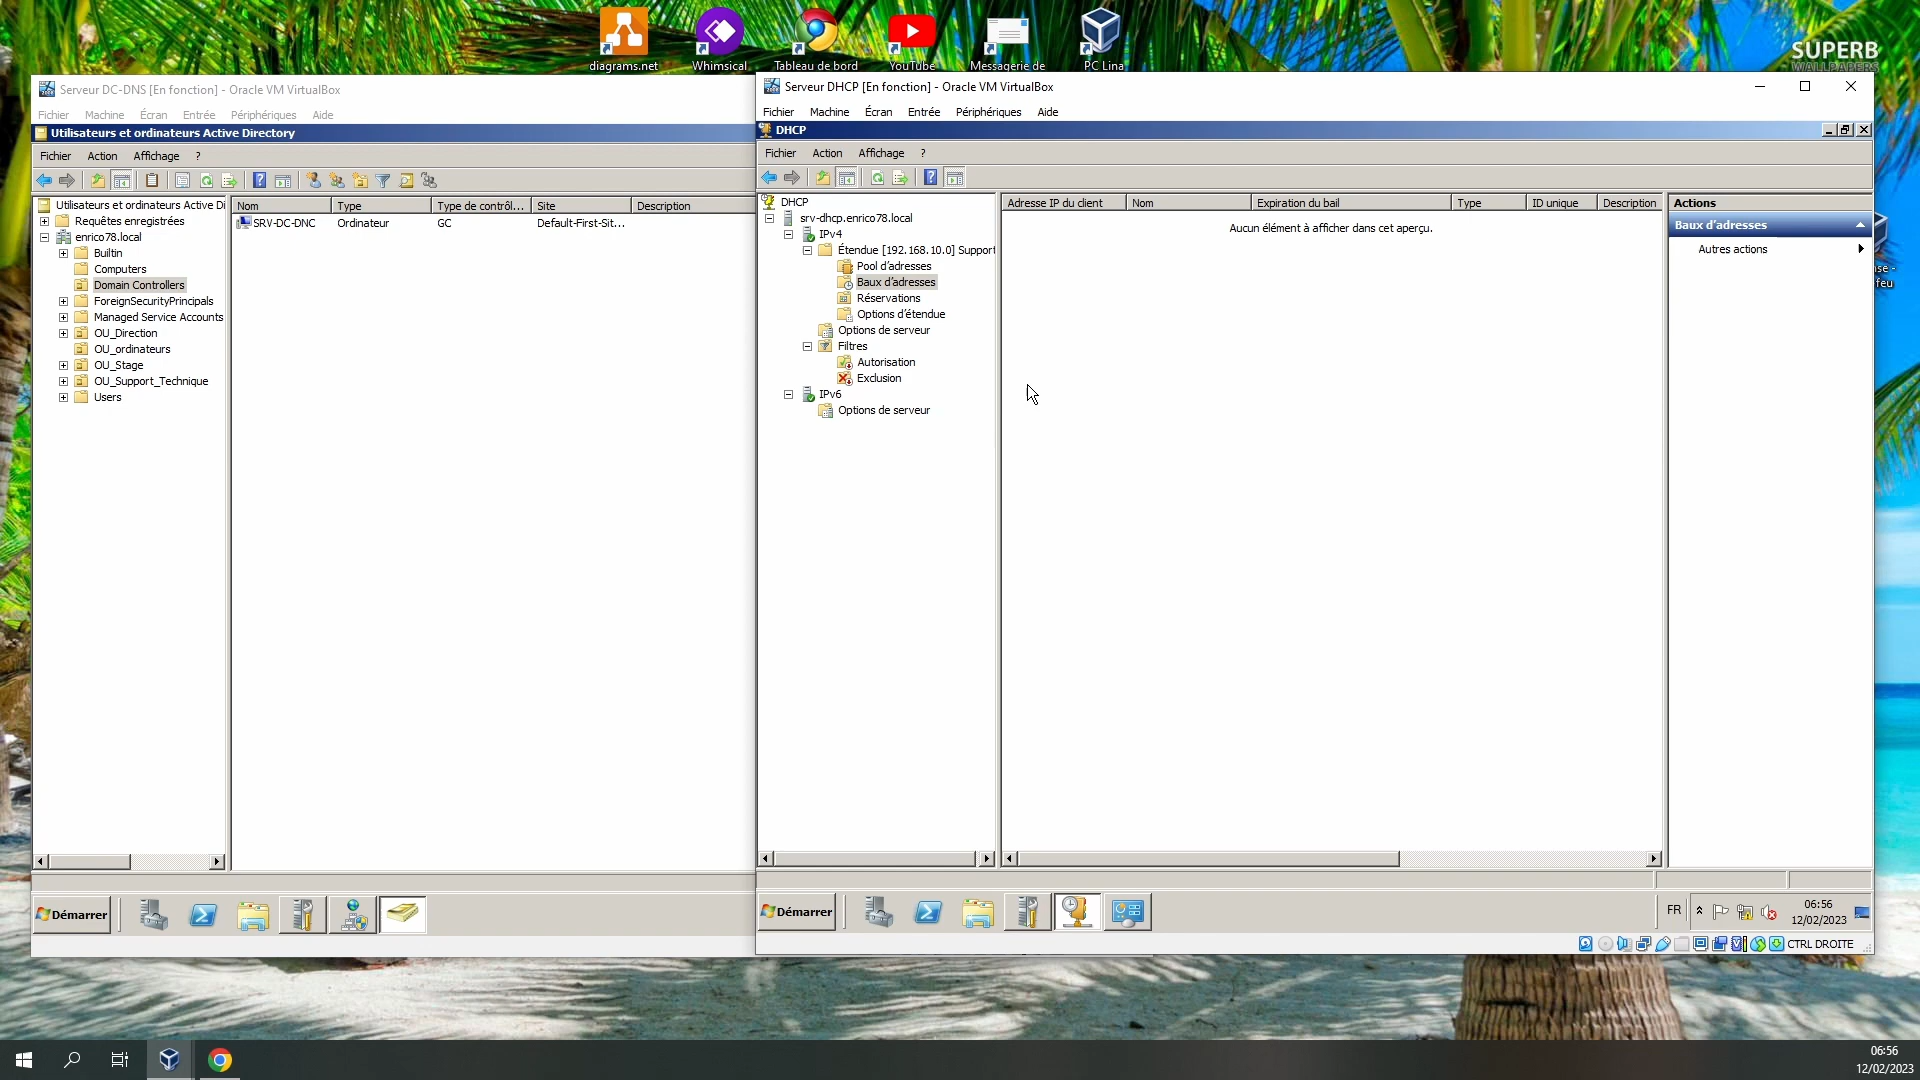 diagrams.net
Whimsical
Tableau de bord
YouTube
Messagerie de
PC Lina
SUPERB
WALLPAPERS
Serveur DC-DNS [En fonction] - Oracle VM VirtualBox
Fichier Machine Écran Entrée Périphériques Aide
Utilisateurs et ordinateurs Active Directory
Fichier Action Affichage ?
Utilisateurs et ordinateurs Active Di
Requêtes enregistrées
enrico78.local
Builtin
Computers
Domain Controllers
ForeignSecurityPrincipals
Managed Service Accounts
OU_Direction
OU_ordinateurs
OU_Stage
OU_Support_Technique
Users
Nom Type Type de contrôl... Site Description
SRV-DC-DNC Ordinateur GC Default-First-Sit...
Démarrer
Serveur DHCP [En fonction] - Oracle VM VirtualBox
Fichier Machine Écran Entrée Périphériques Aide
DHCP
Fichier Action Affichage ?
DHCP
srv-dhcp.enrico78.local
IPv4
Étendue [192.168.10.0] Support
Pool d'adresses
Baux d'adresses
Réservations
Options d'étendue
Options de serveur
Filtres
Autorisation
Exclusion
IPv6
Options de serveur
Adresse IP du client Nom Expiration du bail Type ID unique Description
Aucun élément à afficher dans cet aperçu.
Actions
Baux d'adresses
Autres actions
se -
feu
Démarrer
FR
06:56
12/02/2023
CTRL DROITE
06:56
12/02/2023